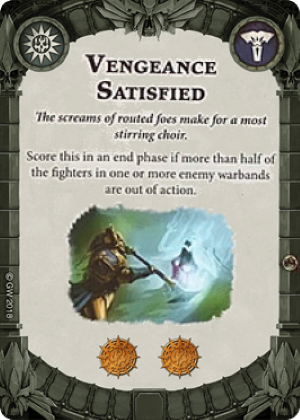 VENGEANCE
SATISFIED
The screams of routed foes make for a most
stirring choir.
Score this in an end phase if more than half of
the fighters in one or more enemy warbands
are out of action.
© GW 2018